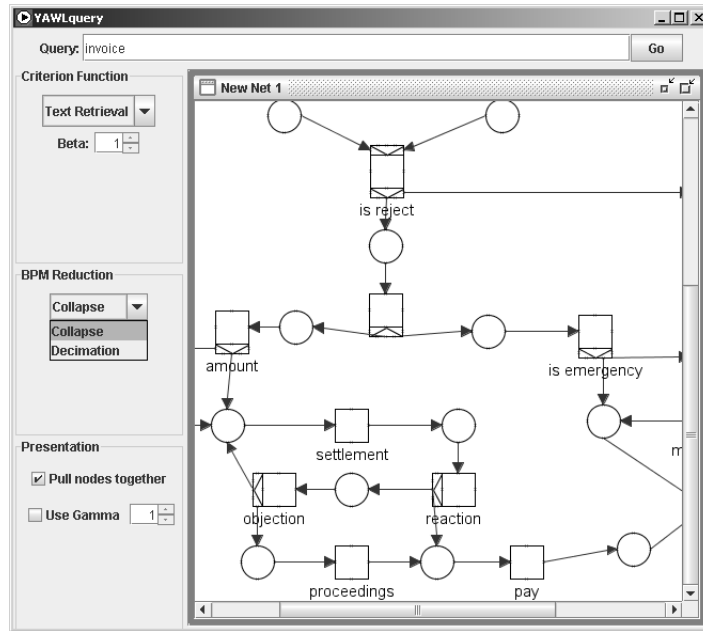 YAWLquery
Query: invoice Go
Criterion Function
Text Retrieval
Beta: 1
BPM Reduction
Collapse
Collapse
Decimation
Presentation
Pull nodes together
Use Gamma 1
New Net 1
is reject
amount
is emergency
settlement
m
objection
reaction
proceedings
pay